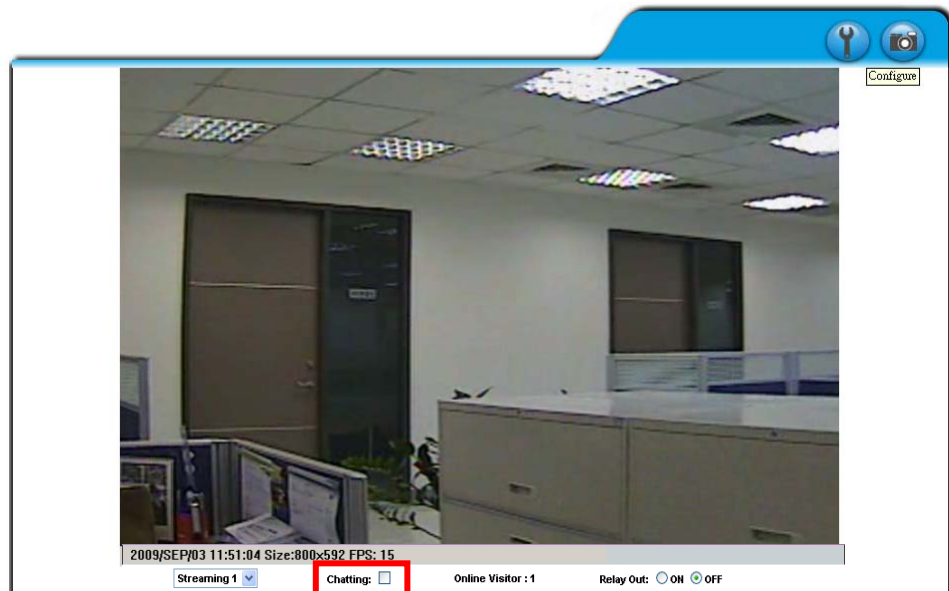 Configure
2009/SEP/03 11:51:04 Size:800x592 FPS: 15
Streaming 1 Chatting: Online Visitor : 1 Relay Out: ON OFF